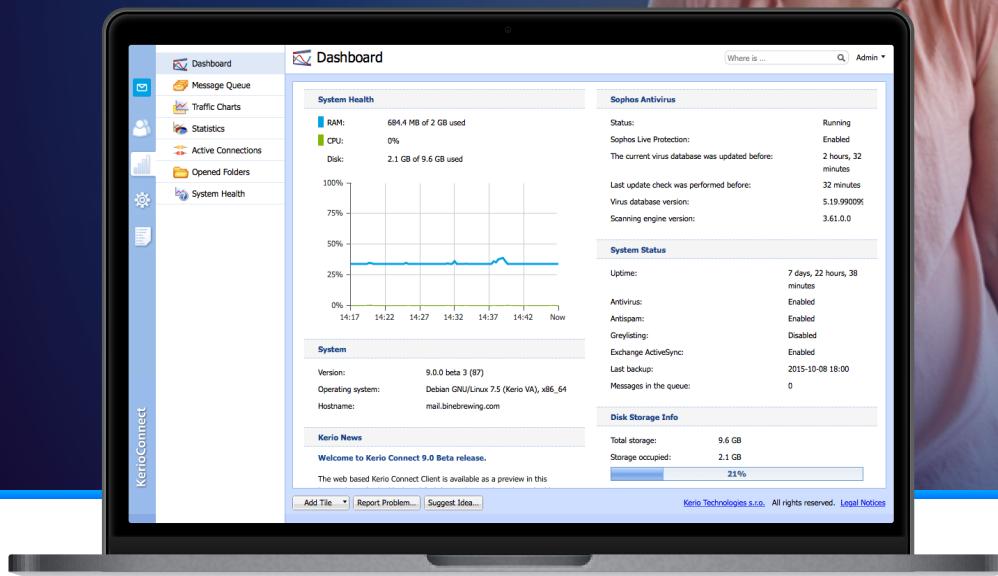 Dashboard
Message Queue
Traffic Charts
Statistics
Active Connections
Opened Folders
System Health
KerioConnect
Dashboard
Where is ...
Admin
System Health
RAM: 684.4 MB of 2 GB used
CPU: 0%
Disk: 2.1 GB of 9.6 GB used
100%
75%
50%
25%
0%
14:17 14:22 14:27 14:32 14:37 14:42 Now
System
Version: 9.0.0 beta 3 (87)
Operating system: Debian GNU/Linux 7.5 (Kerio VA), x86_64
Hostname: mail.binebrewing.com
Kerio News
Welcome to Kerio Connect 9.0 Beta release.
The web based Kerio Connect Client is available as a preview in this
Sophos Antivirus
Status: Running
Sophos Live Protection: Enabled
The current virus database was updated before: 2 hours, 32
minutes
Last update check was performed before: 32 minutes
Virus database version: 5.19.990099
Scanning engine version: 3.61.0.0
System Status
Uptime: 7 days, 22 hours, 38
minutes
Antivirus: Enabled
Antispam: Enabled
Greylisting: Disabled
Exchange ActiveSync: Enabled
Last backup: 2015-10-08 18:00
Messages in the queue: 0
Disk Storage Info
Total storage: 9.6 GB
Storage occupied: 2.1 GB
21%
Add Tile
Report Problem...
Suggest Idea...
Kerio Technologies s.r.o. All rights reserved. Legal Notices